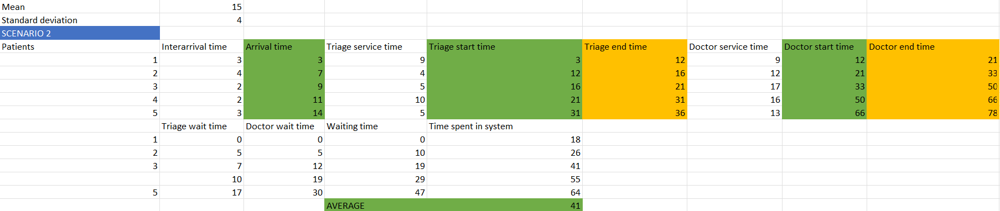 Mean 15
Standard deviation 4
SCENARIO 2
Patients Interarrival time Arrival time Triage service time Triage start time Triage end time Doctor service time Doctor start time Doctor end time
1 3 3 9 3 12 9 12 21
2 4 7 4 12 16 12 21 33
3 2 9 5 16 21 17 33 50
4 2 11 10 21 31 16 50 66
5 3 14 5 31 36 13 66 78
Triage wait time Doctor wait time Waiting time Time spent in system
1 0 0 0 18
2 5 5 10 26
3 7 12 19 41
10 19 29 55
5 17 30 47 64
AVERAGE 41